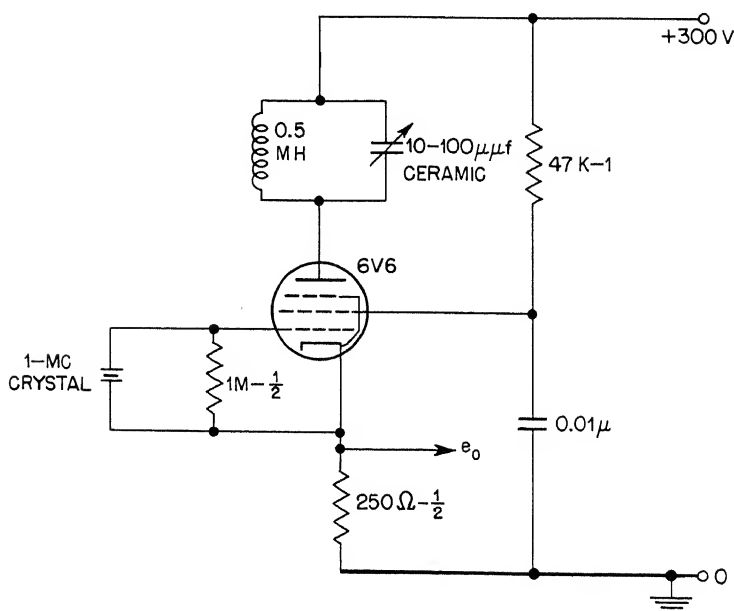 +300V
0.5
MH
10-100μμf
CERAMIC
47 K-1
6V6
1-MC
CRYSTAL
1M-½
0.01μ
e₀
250Ω-½
0